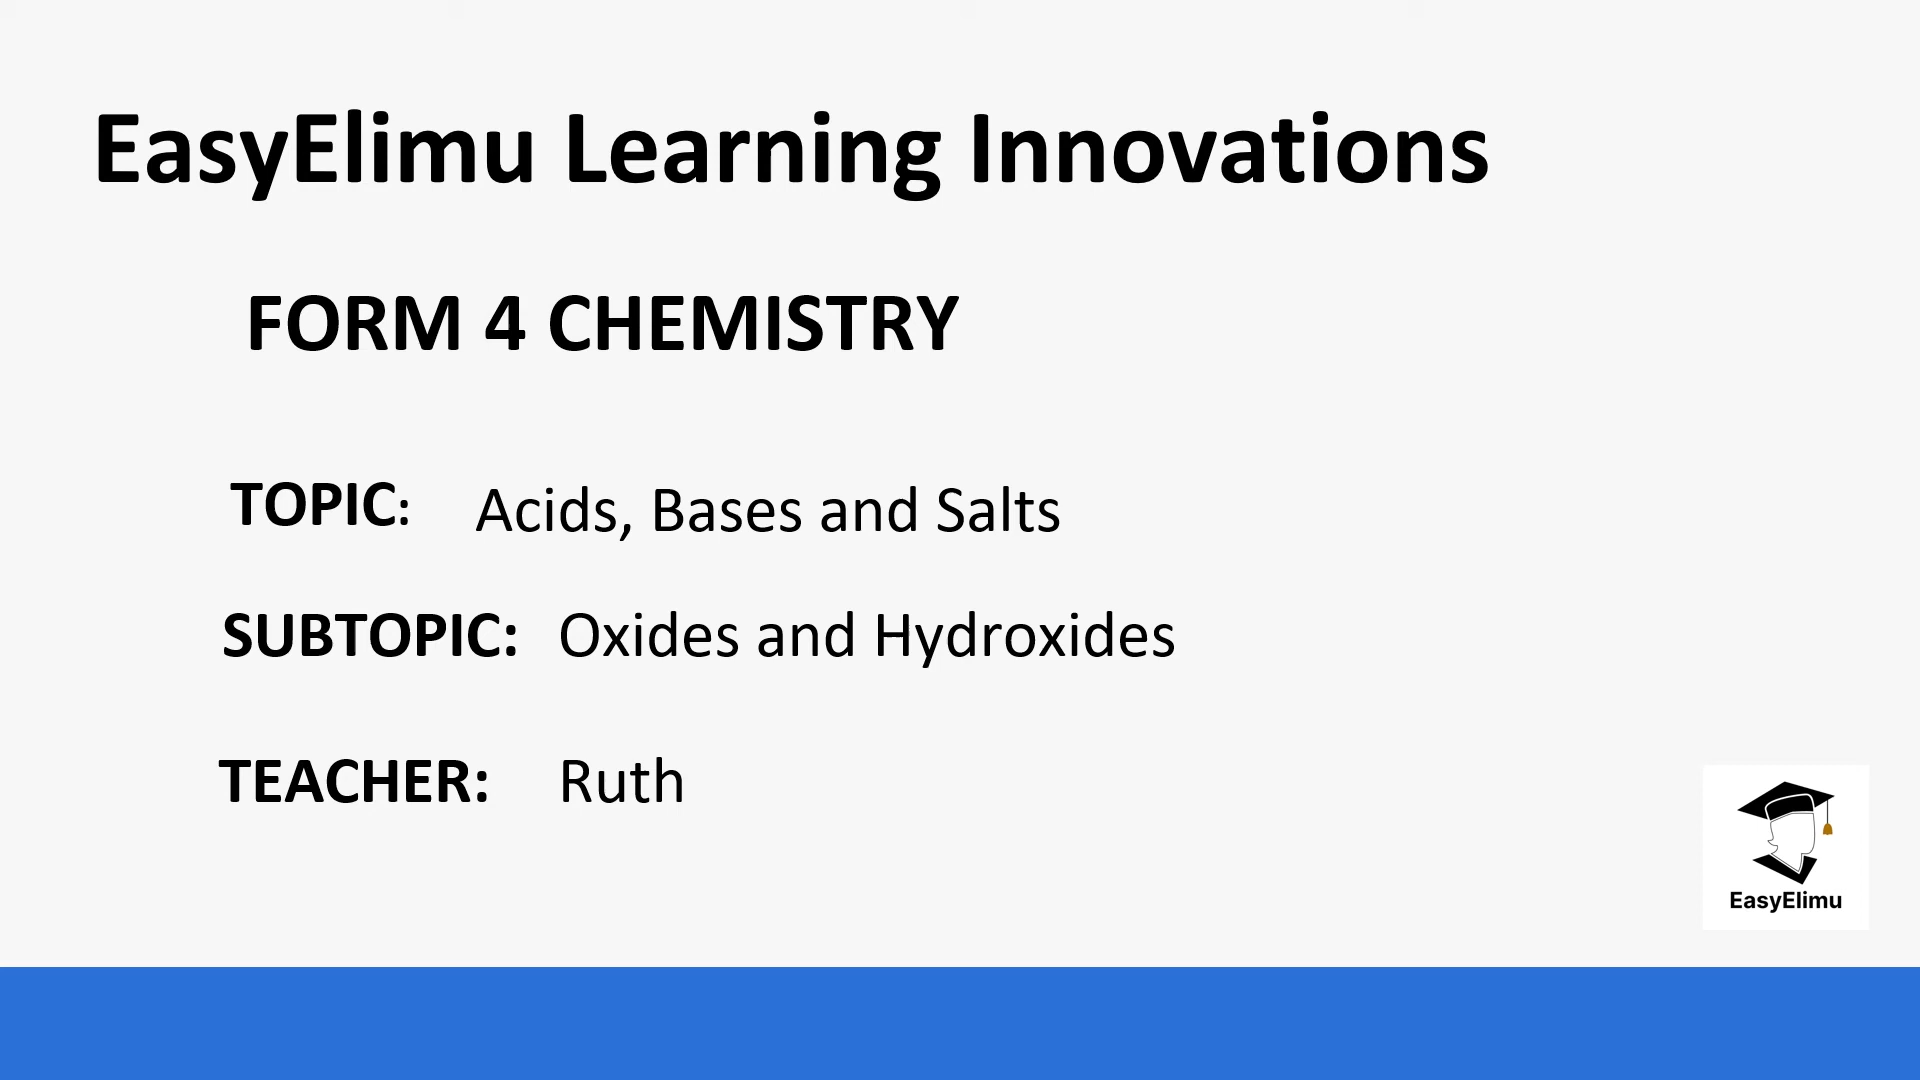 EasyElimu Learning Innovations
FORM 4 CHEMISTRY
TOPIC: Acids, Bases and Salts
SUBTOPIC: Oxides and Hydroxides
TEACHER: Ruth
EasyElimu